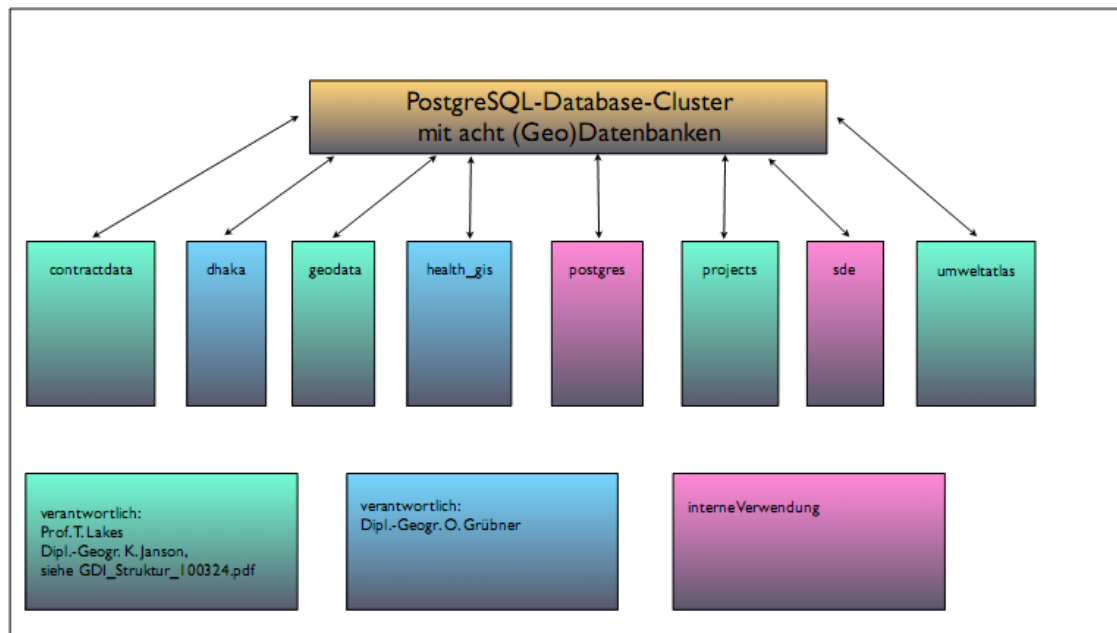 PostgreSQL-Database-Cluster
mit acht (Geo)Datenbanken
contractdata
dhaka
geodata
health_gis
postgres
projects
sde
umweltatlas
verantwortlich:
Prof. T. Lakes
Dipl.-Geogr. K. Janson,
siehe GDI_Struktur_100324.pdf
verantwortlich:
Dipl.-Geogr. O. Grübner
interne Verwendung